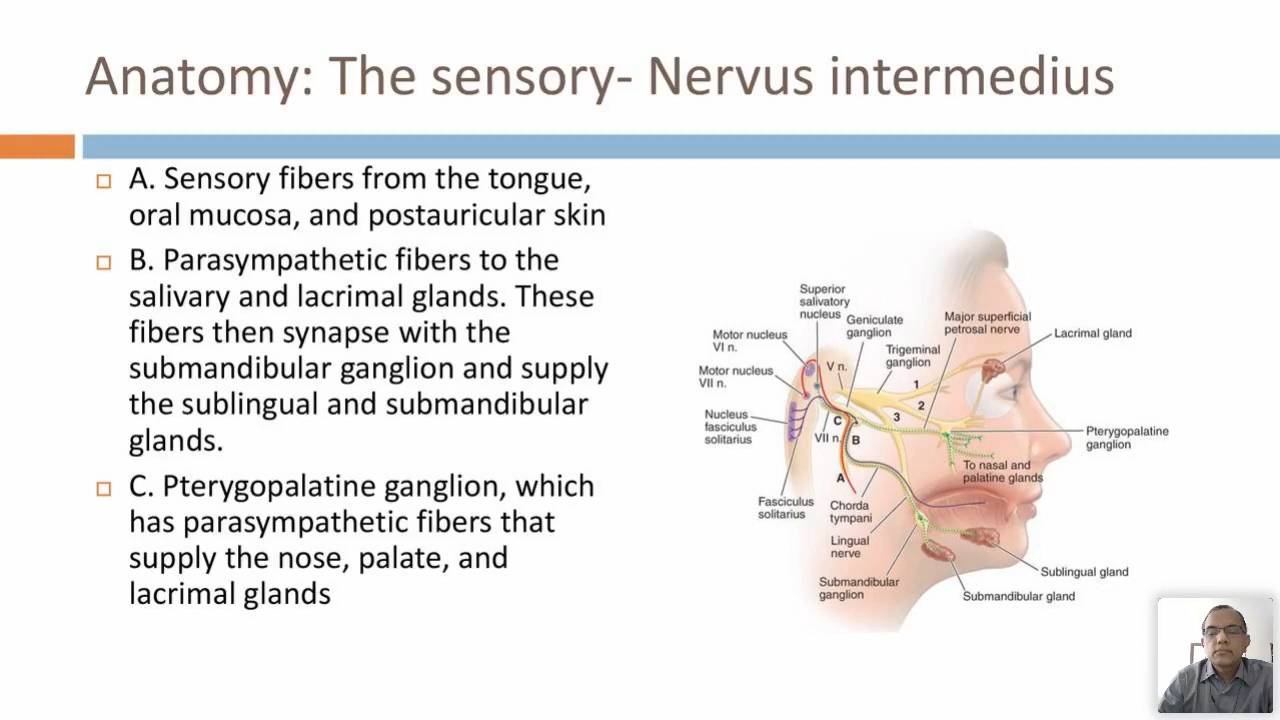 Anatomy: The sensory- Nervus intermedius
A. Sensory fibers from the tongue,
oral mucosa, and postauricular skin
B. Parasympathetic fibers to the
salivary and lacrimal glands. These
fibers then synapse with the
submandibular ganglion and supply
the sublingual and submandibular
glands.
C. Pterygopalatine ganglion, which
has parasympathetic fibers that
supply the nose, palate, and
lacrimal glands
Superior
salivatory
nucleus
Geniculate
ganglion
Major superficial
petrosal nerve
Lacrimal gland
Motor nucleus
VI n.
Trigeminal
ganglion
V n.
Motor nucleus
VII n.
1
2
3
Nucleus
fasciculus
solitarius
C
VII n.
B
Pterygopalatine
ganglion
A
To nasal and
palatine glands
Fasciculus
solitarius
Chorda
tympani
Lingual
nerve
Submandibular
ganglion
Sublingual gland
Submandibular gland